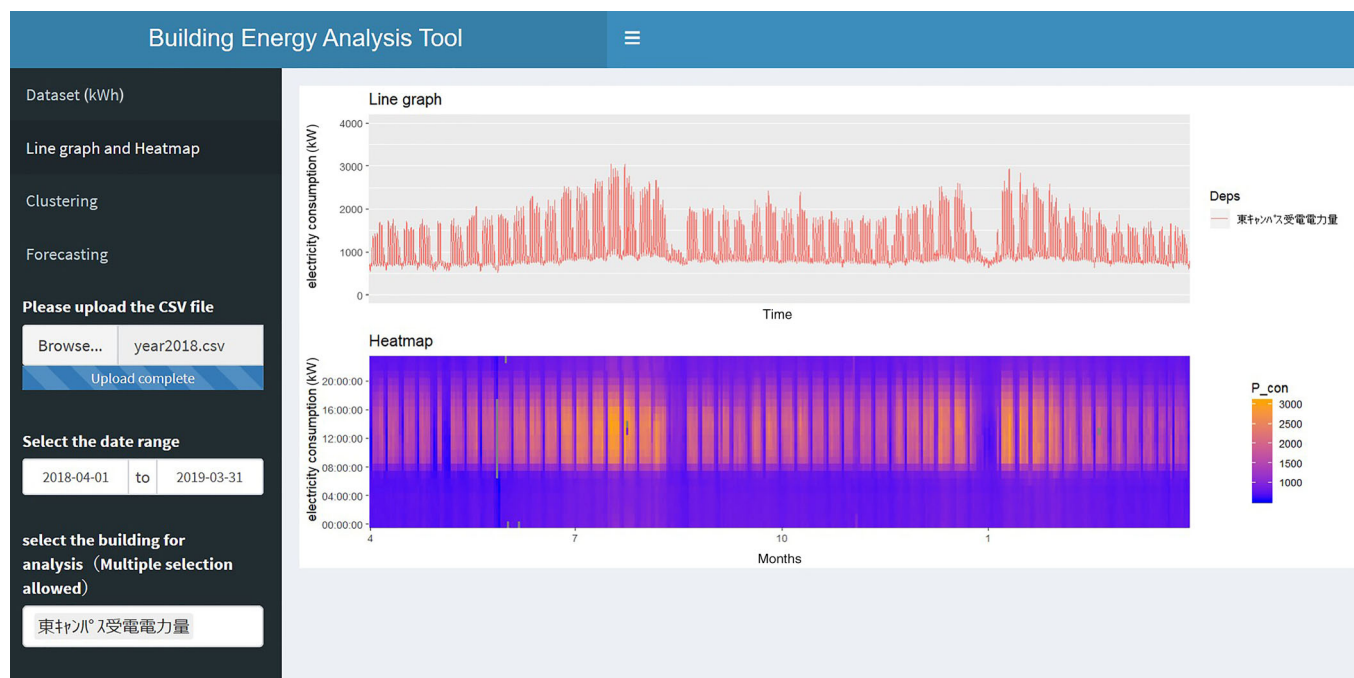 Building Energy Analysis Tool
Dataset (kWh)
Line graph and Heatmap
Clustering
Forecasting
Please upload the CSV file
Browse... year2018.csv
Upload complete
Select the date range
2018-04-01 to 2019-03-31
select the building for
analysis（Multiple selection
allowed）
東ｷｬﾝﾊﾟｽ受電電力量
Line graph
electricity consumption (kW)
4000
3000
2000
1000
0
Time
Deps
東ｷｬﾝﾊﾟｽ受電電力量
Heatmap
electricity consumption (kW)
20:00:00
16:00:00
12:00:00
08:00:00
04:00:00
00:00:00
4 7 10 1
Months
P_con
3000
2500
2000
1500
1000